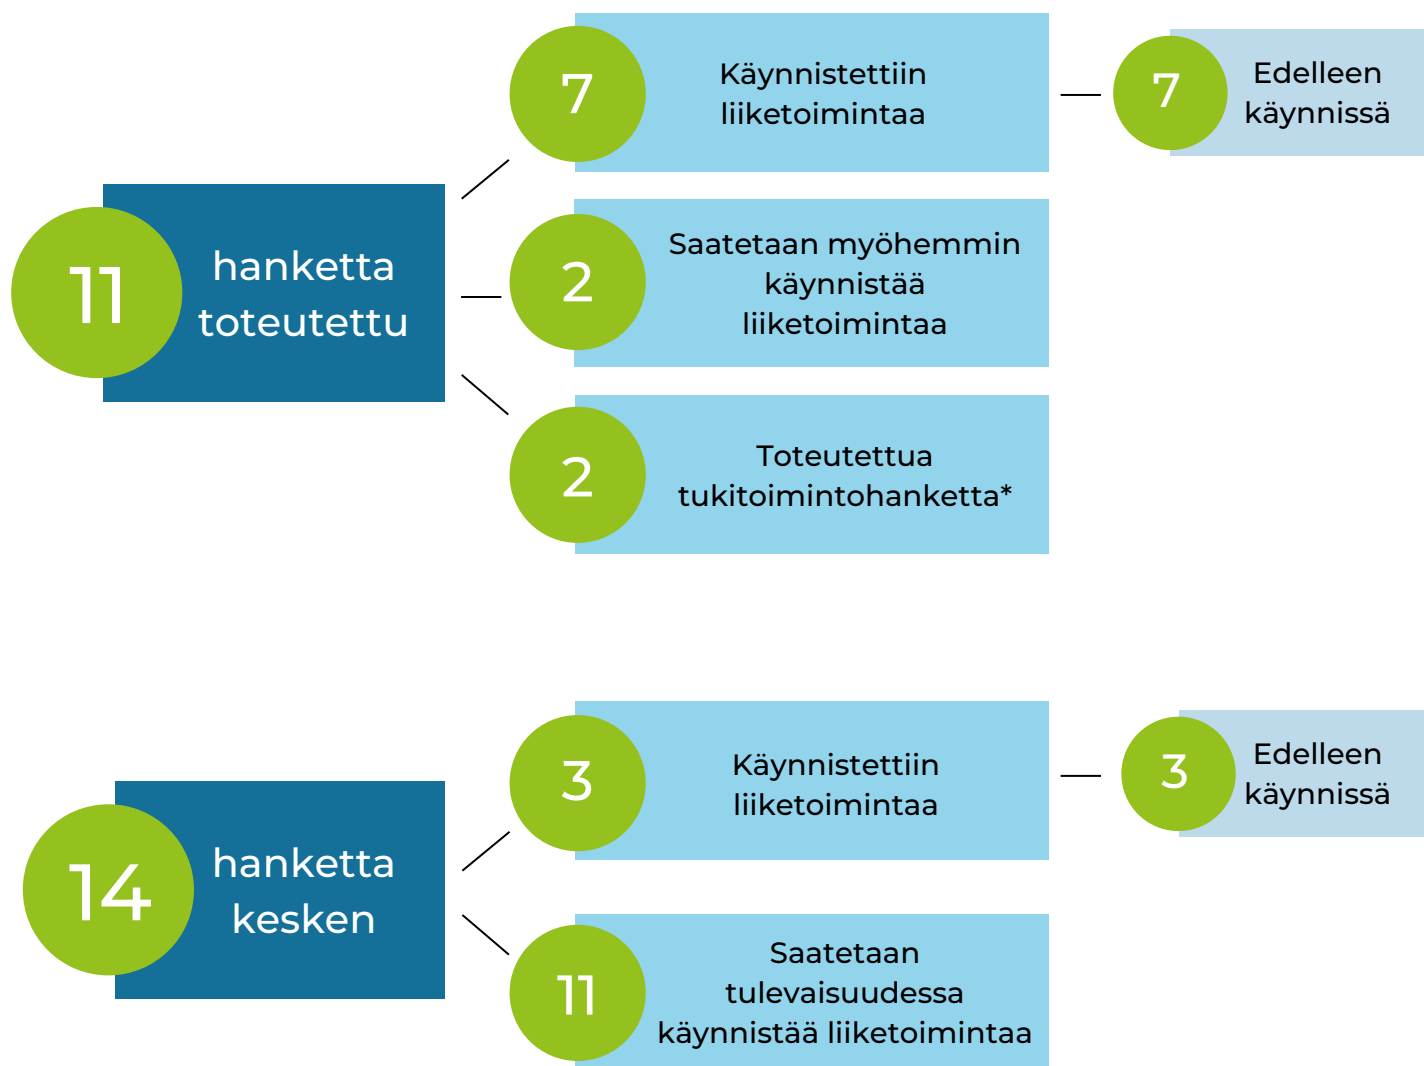 11
hanketta
toteutettu
7
Käynnistettiin
liiketoimintaa
7
Edelleen
käynnissä
2
Saatetaan myöhemmin
käynnistää
liiketoimintaa
2
Toteutettua
tukitoimintohanketta*
14
hanketta
kesken
3
Käynnistettiin
liiketoimintaa
3
Edelleen
käynnissä
11
Saatetaan
tulevaisuudessa
käynnistää liiketoimintaa